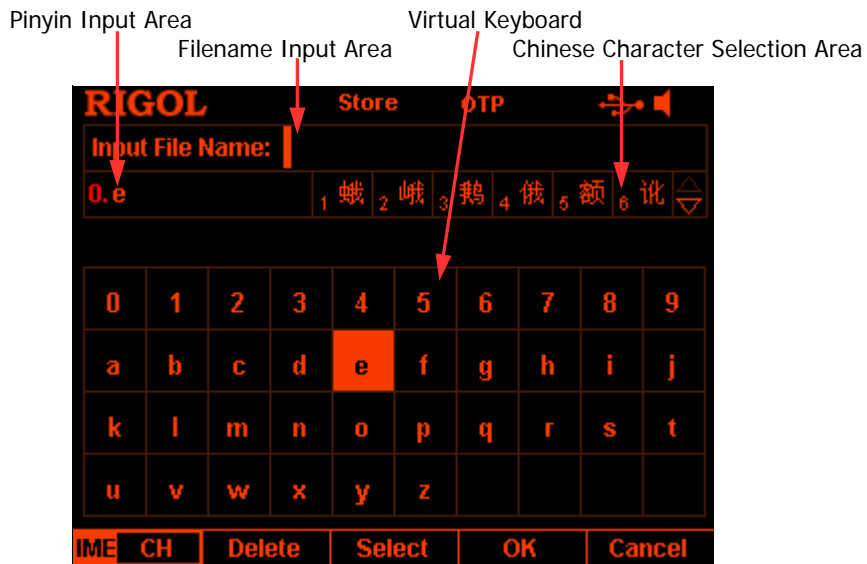 Pinyin Input Area
Virtual Keyboard
Filename Input Area
Chinese Character Selection Area
RIGOL Store OTP
Input File Name:
0. e 1 蛾 2 峨 3 鹅 4 俄 5 额 6 讹
0 1 2 3 4 5 6 7 8 9
a b c d e f g h i j
k l m n o p q r s t
u v w x y z
IME CH Delete Select OK Cancel